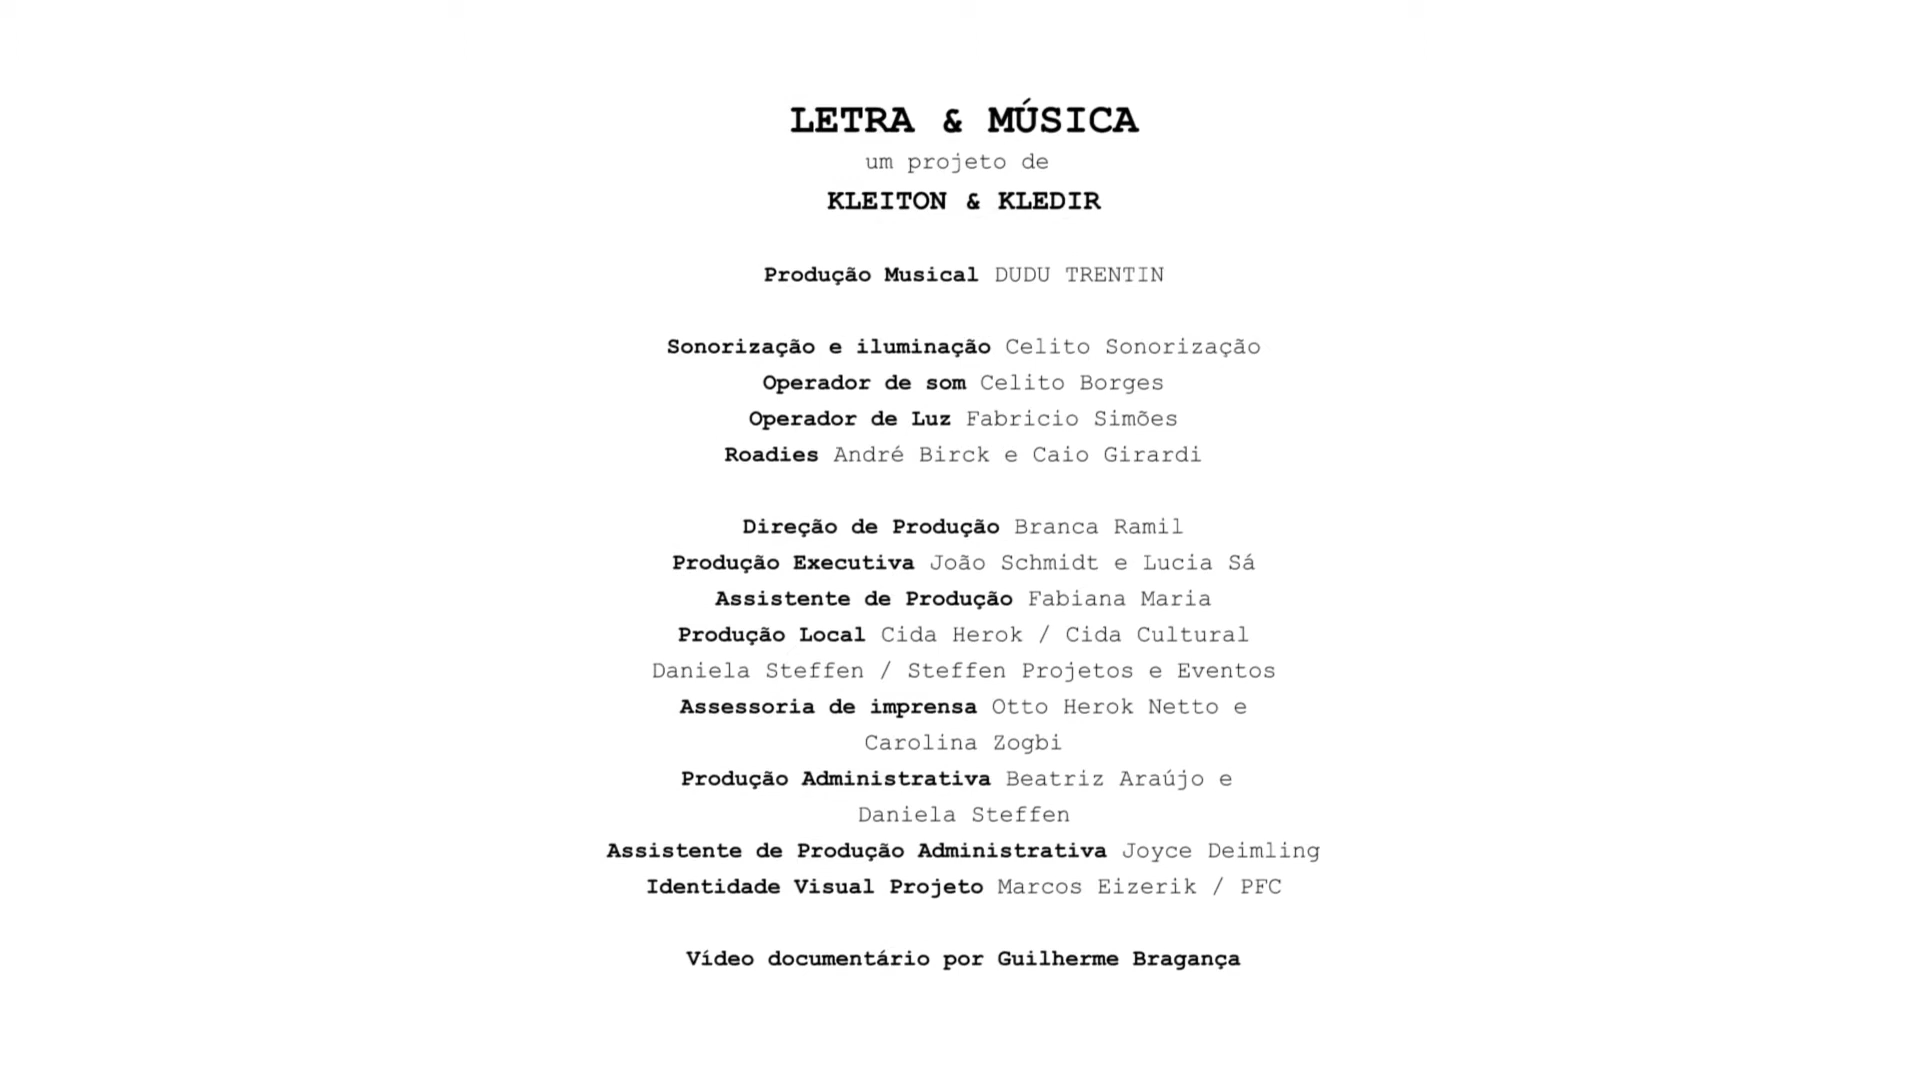 LETRA & MÚSICA
um projeto de
KLEITON & KLEDIR
Produção Musical DUDU TRENTIN
Sonorização e iluminação Celito Sonorização
Operador de som Celito Borges
Operador de Luz Fabricio Simões
Roadies André Birck e Caio Girardi
Direção de Produção Branca Ramil
Produção Executiva João Schmidt e Lucia Sá
Assistente de Produção Fabiana Maria
Produção Local Cida Herok / Cida Cultural
Daniela Steffen / Steffen Projetos e Eventos
Assessoria de imprensa Otto Herok Netto e
Carolina Zogbi
Produção Administrativa Beatriz Araújo e
Daniela Steffen
Assistente de Produção Administrativa Joyce Deimling
Identidade Visual Projeto Marcos Eizerik / PFC
Vídeo documentário por Guilherme Bragança